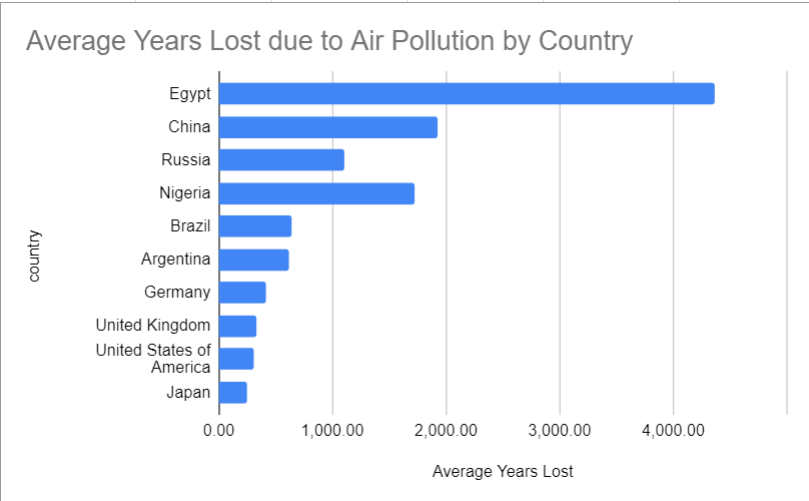 Average Years Lost due to Air Pollution by Country
country
Egypt
China
Russia
Nigeria
Brazil
Argentina
Germany
United Kingdom
United States of
America
Japan
0.00 1,000.00 2,000.00 3,000.00 4,000.00
Average Years Lost